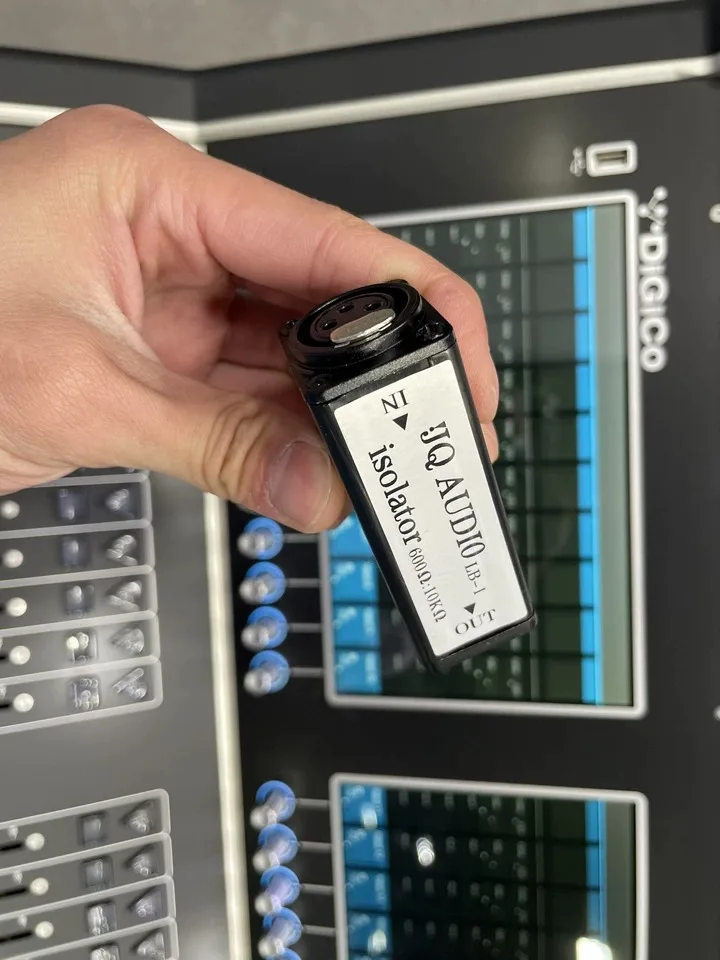 DiGiCo
IN
JQ AUDIO LB-1
isolator 600Ω:10KΩ
OUT